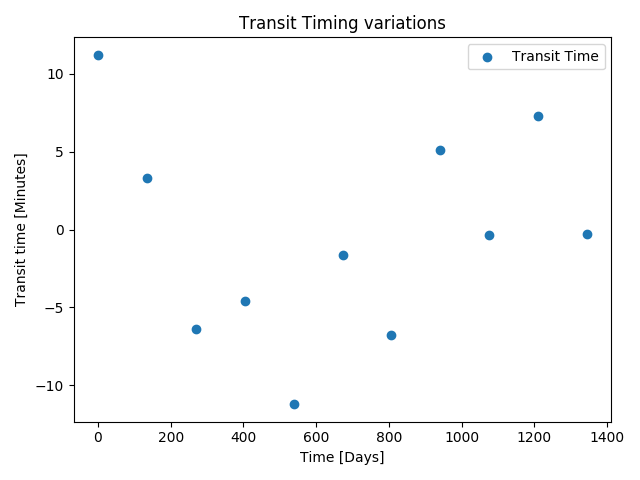 Transit Timing variations
Transit Time
Transit time [Minutes]
10
5
0
−5
−10
0 200 400 600 800 1000 1200 1400
Time [Days]